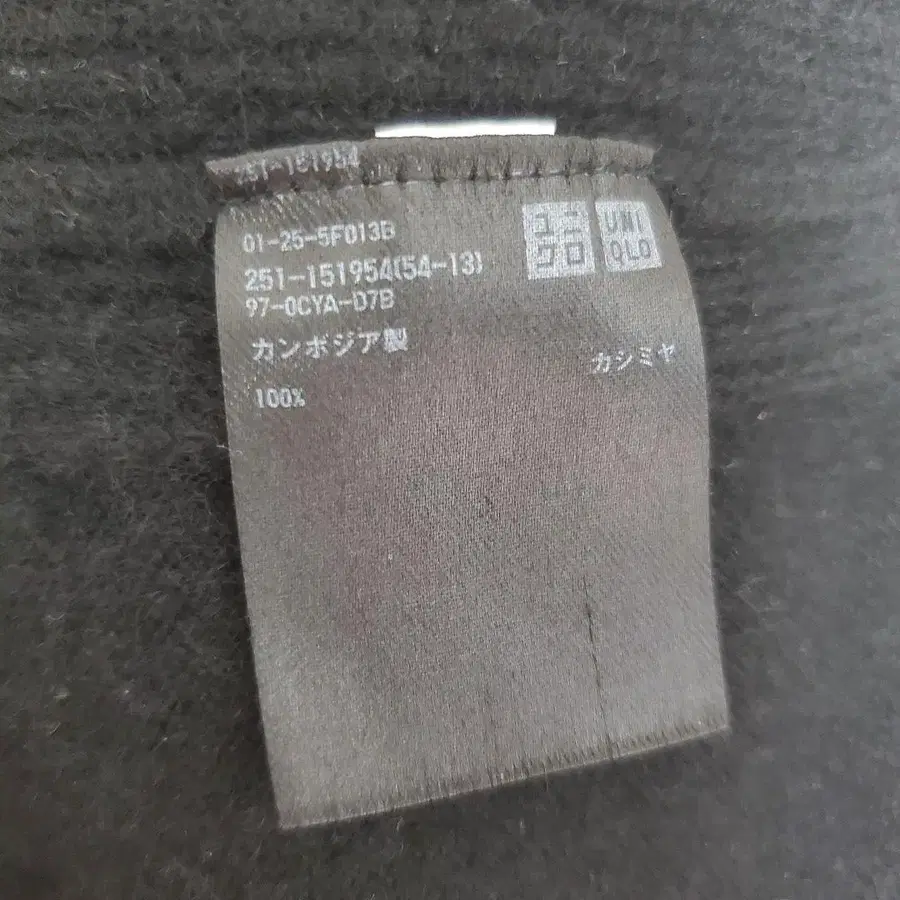 251-151954
01-25-5F013B
ユニクロ UNIQLO
251-151954(54-13)
97-0CYA-D7B
カンボジア製
カシミヤ
100%